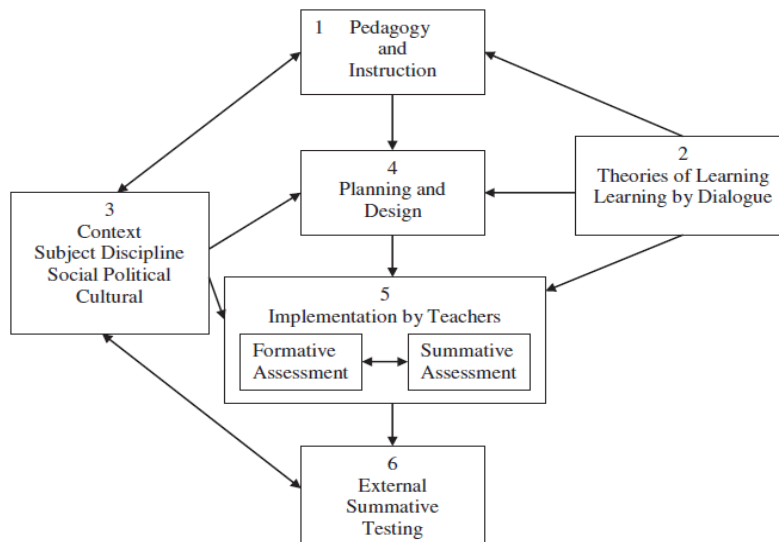 1 Pedagogy
and
Instruction
2
Theories of Learning
Learning by Dialogue
3
Context
Subject Discipline
Social Political
Cultural
4
Planning and
Design
5
Implementation by Teachers
Formative
Assessment
Summative
Assessment
6
External
Summative
Testing